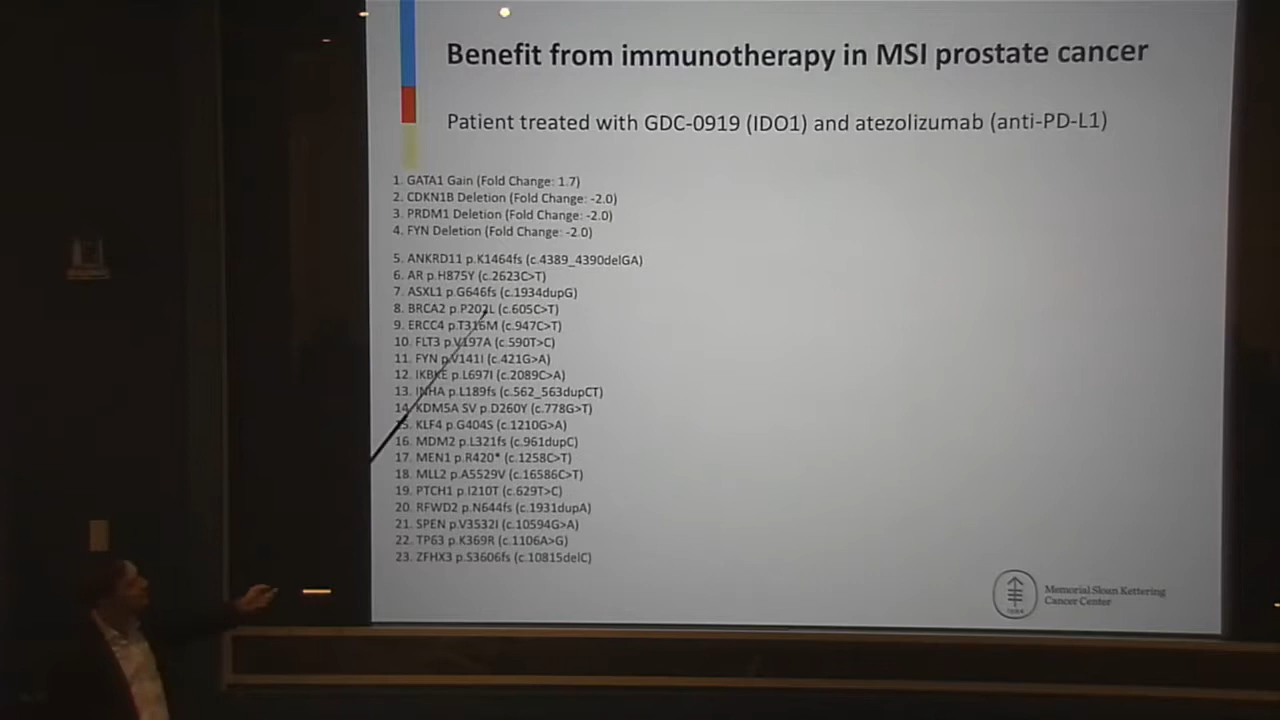 Benefit from immunotherapy in MSI prostate cancer
Patient treated with GDC-0919 (IDO1) and atezolizumab (anti-PD-L1)
1. GATA1 Gain (Fold Change: 1.7)
2. CDKN1B Deletion (Fold Change: -2.0)
3. PRDM1 Deletion (Fold Change: -2.0)
4. FYN Deletion (Fold Change: -2.0)
5. ANKRD11 p.K1464fs (c.4389_4390delGA)
6. AR p.H875Y (c.2623C>T)
7. ASXL1 p.G646fs (c.1934dupG)
8. BRCA2 p.P202L (c.605C>T)
9. ERCC4 p.T316M (c.947C>T)
10. FLT3 p.V197A (c.590T>C)
11. FYN p.V141I (c.421G>A)
12. IKBKE p.L697I (c.2089C>A)
13. INHA p.L189fs (c.562_563dupCT)
14. KDM5A SV p.D260Y (c.778G>T)
15. KLF4 p.G404S (c.1210G>A)
16. MDM2 p.L321fs (c.961dupC)
17. MEN1 p.R420* (c.1258C>T)
18. MLL2 p.A5529V (c.16586C>T)
19. PTCH1 p.I210T (c.629T>C)
20. RFWD2 p.N644fs (c.1931dupA)
21. SPEN p.V3532I (c.10594G>A)
22. TP63 p.K369R (c.1106A>G)
23. ZFHX3 p.S3606fs (c.10815delC)
Memorial Sloan Kettering
Cancer Center